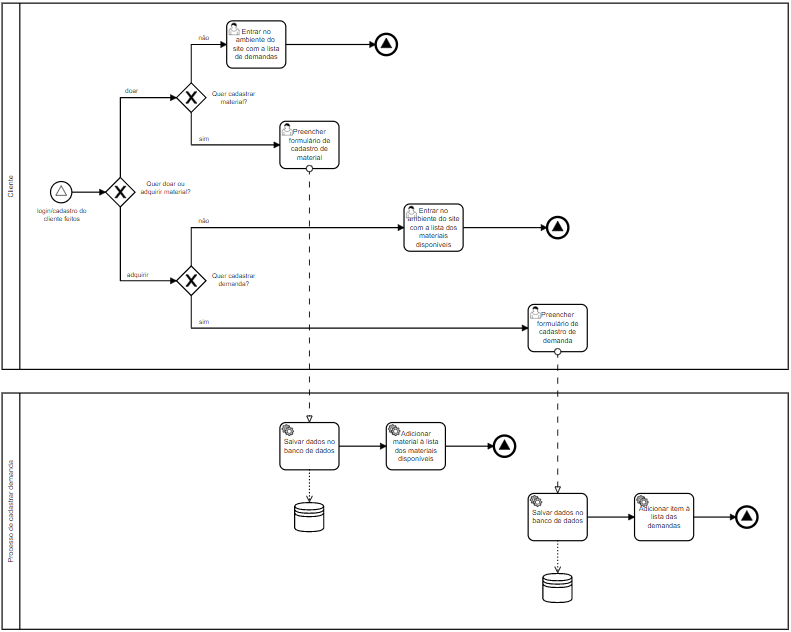 Cliente
login/cadastro do
cliente feitos
Quer doar ou
adquirir material?
doar
adquirir
Quer cadastrar
material?
não
Entrar no
ambiente do
site com a lista
de demandas
sim
Preencher
formulário de
cadastro de
material
Quer cadastrar
demanda?
não
Entrar no
ambiente do site
com a lista dos
materiais
disponíveis
sim
Preencher
formulário de
cadastro de
demanda
Processo de cadastrar demanda
Salvar dados no
banco de dados
Adicionar
material à lista
dos materiais
disponíveis
Salvar dados no
banco de dados
Adicionar item à
lista das
demandas